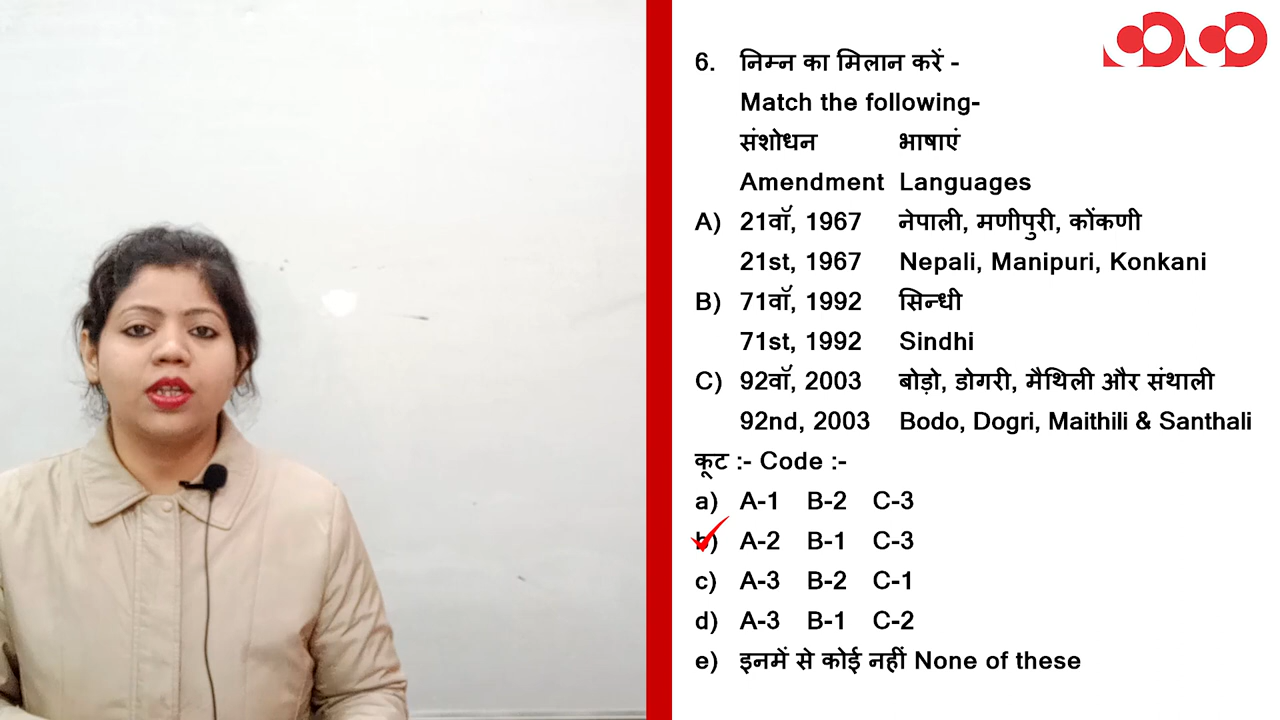 6. निम्न का मिलान करें -
Match the following-
संशोधन भाषाएं
Amendment Languages
A) 21वॉ, 1967 नेपाली, मणीपुरी, कोंकणी
21st, 1967 Nepali, Manipuri, Konkani
B) 71वॉ, 1992 सिन्धी
71st, 1992 Sindhi
C) 92वॉ, 2003 बोड़ो, डोगरी, मैथिली और संथाली
92nd, 2003 Bodo, Dogri, Maithili & Santhali
कूट :- Code :-
a) A-1 B-2 C-3
b) A-2 B-1 C-3
c) A-3 B-2 C-1
d) A-3 B-1 C-2
e) इनमें से कोई नहीं None of these